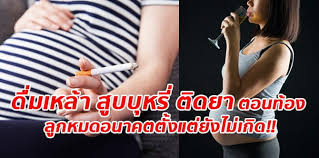 ดื่มเหล้า สูบบุหรี่ ติดยา ตอนท้อง
ลูกหมดอนาคตตั้งแต่ยังไม่เกิด!!